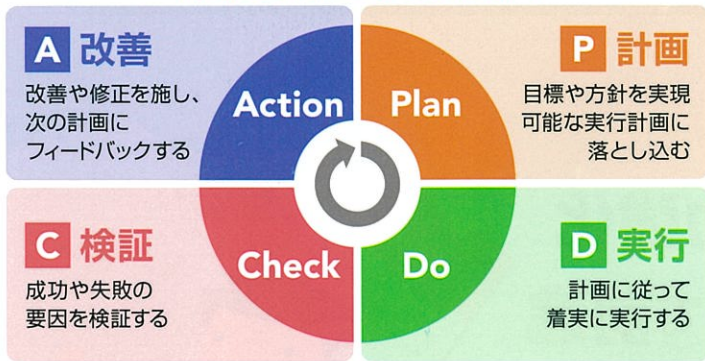 A 改善
改善や修正を施し、
次の計画に
フィードバックする
Action
Plan
P 計画
目標や方針を実現
可能な実行計画に
落とし込む
C 検証
成功や失敗の
要因を検証する
Check
Do
D 実行
計画に従って
着実に実行する